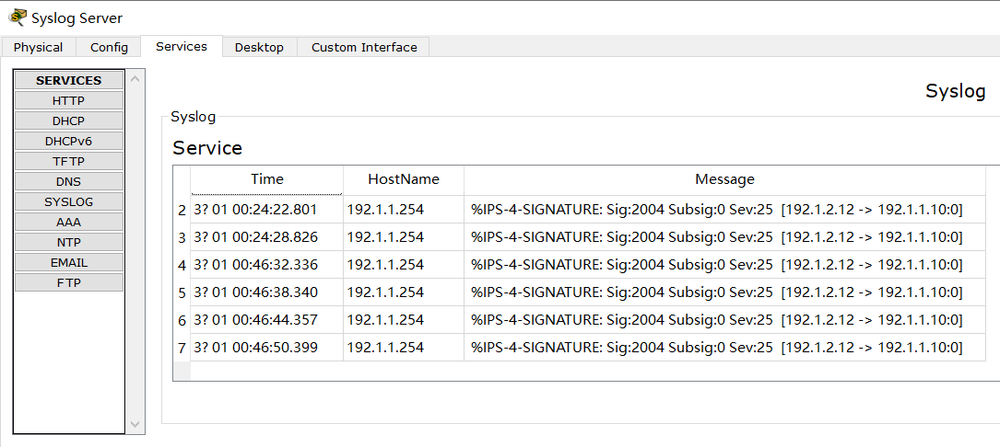 Syslog Server
Physical Config Services Desktop Custom Interface
SERVICES
HTTP
DHCP
DHCPv6
TFTP
DNS
SYSLOG
AAA
NTP
EMAIL
FTP
Syslog
Syslog
Service
Time HostName Message
2 3? 01 00:24:22.801 192.1.1.254 %IPS-4-SIGNATURE: Sig:2004 Subsig:0 Sev:25 [192.1.2.12 -> 192.1.1.10:0]
3 3? 01 00:24:28.826 192.1.1.254 %IPS-4-SIGNATURE: Sig:2004 Subsig:0 Sev:25 [192.1.2.12 -> 192.1.1.10:0]
4 3? 01 00:46:32.336 192.1.1.254 %IPS-4-SIGNATURE: Sig:2004 Subsig:0 Sev:25 [192.1.2.12 -> 192.1.1.10:0]
5 3? 01 00:46:38.340 192.1.1.254 %IPS-4-SIGNATURE: Sig:2004 Subsig:0 Sev:25 [192.1.2.12 -> 192.1.1.10:0]
6 3? 01 00:46:44.357 192.1.1.254 %IPS-4-SIGNATURE: Sig:2004 Subsig:0 Sev:25 [192.1.2.12 -> 192.1.1.10:0]
7 3? 01 00:46:50.399 192.1.1.254 %IPS-4-SIGNATURE: Sig:2004 Subsig:0 Sev:25 [192.1.2.12 -> 192.1.1.10:0]